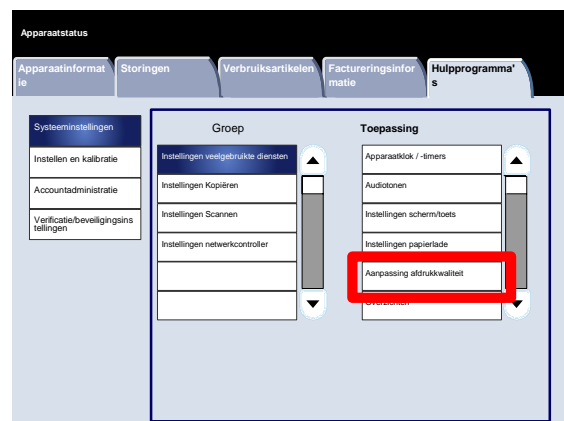 Apparaatstatus
Apparaatinformat
ie
Storingen
Verbruiksartikelen
Factureringsinfor
matie
Hulpprogramma'
s
Systeeminstellingen
Instellen en kalibratie
Accountadministratie
Verificatie/beveiligingsins
tellingen
Groep
Instellingen veelgebruikte diensten
Instellingen Kopiëren
Instellingen Scannen
Instellingen netwerkcontroller
Toepassing
Apparaatklok / -timers
Audiotonen
Instellingen scherm/toets
Instellingen papierlade
Aanpassing afdrukkwaliteit
Overzichten